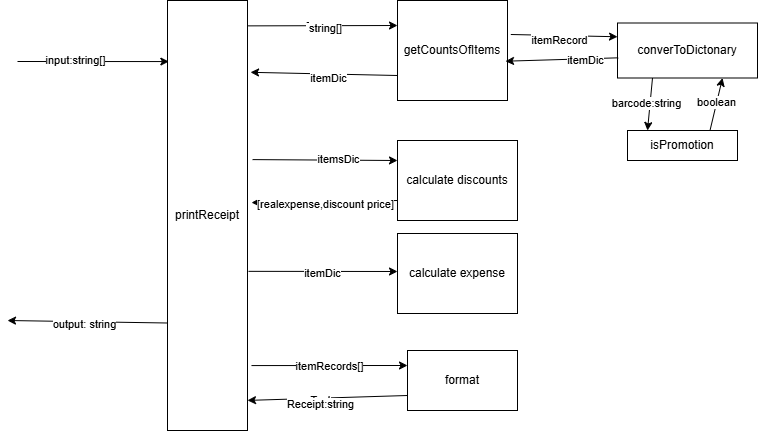 string[]
itemRecord
getCountsOfItems
converToDictonary
input:string[]
itemDic
itemDic
barcode:string
boolean
isPromotion
itemsDic
calculate discounts
[realexpense,discount price]
printReceipt
itemDic
calculate expense
output: string
itemRecords[]
format
Receipt:string